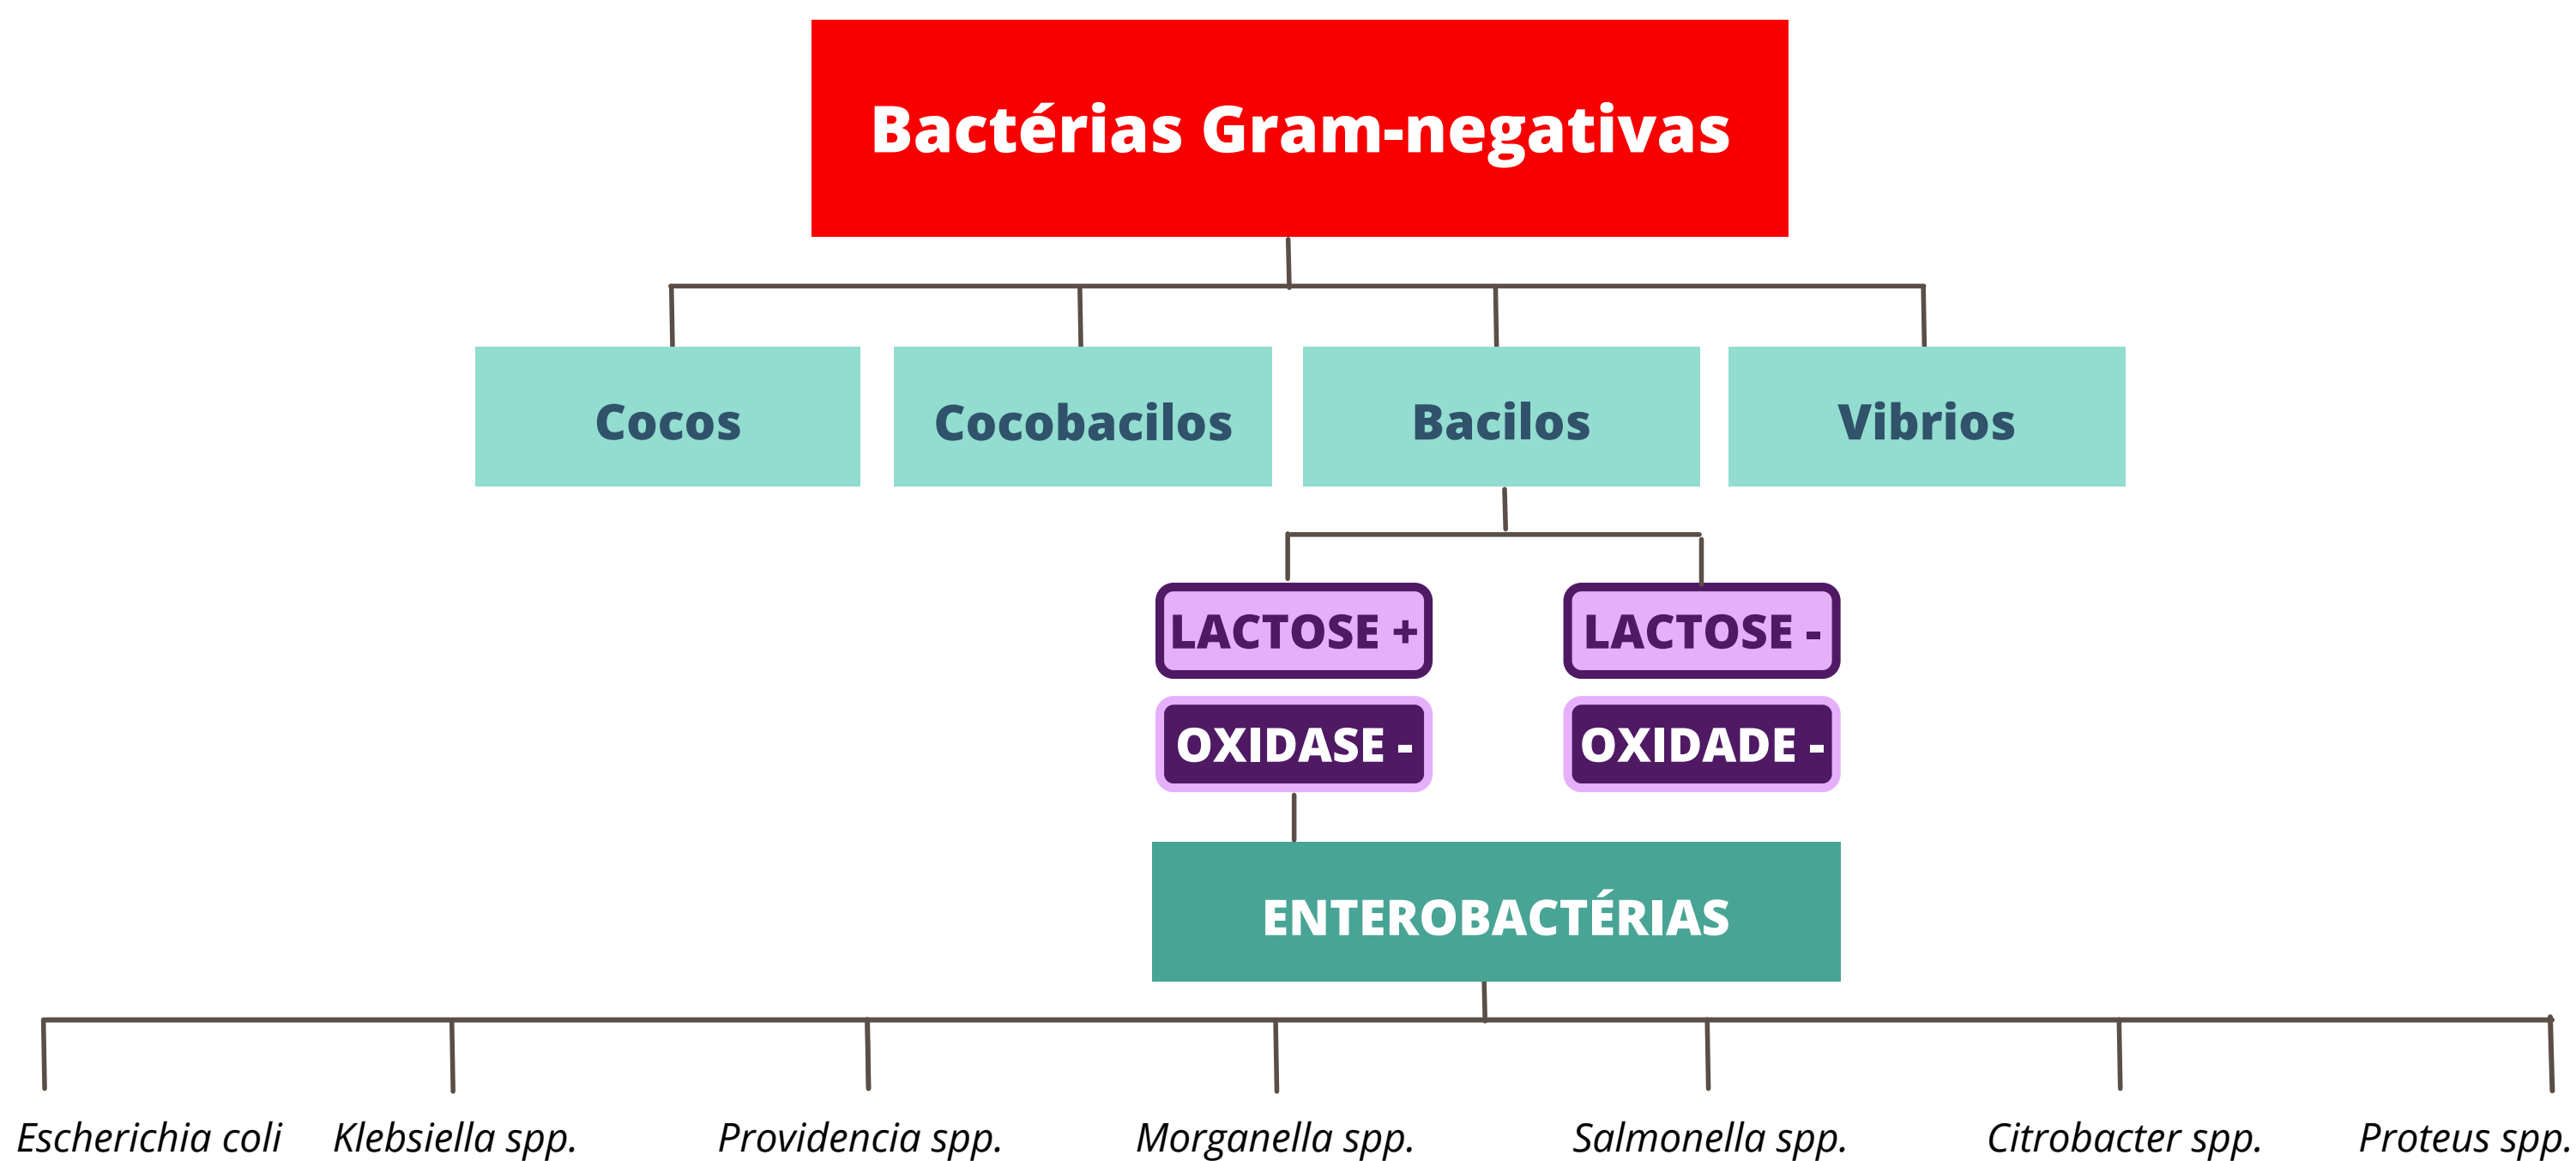 Bactérias Gram-negativas
Cocos
Cocobacilos
Bacilos
Vibrios
LACTOSE +
LACTOSE -
OXIDASE -
OXIDADE -
ENTEROBACTÉRIAS
Escherichia coli
Klebsiella spp.
Providencia spp.
Morganella spp.
Salmonella spp.
Citrobacter spp.
Proteus spp.